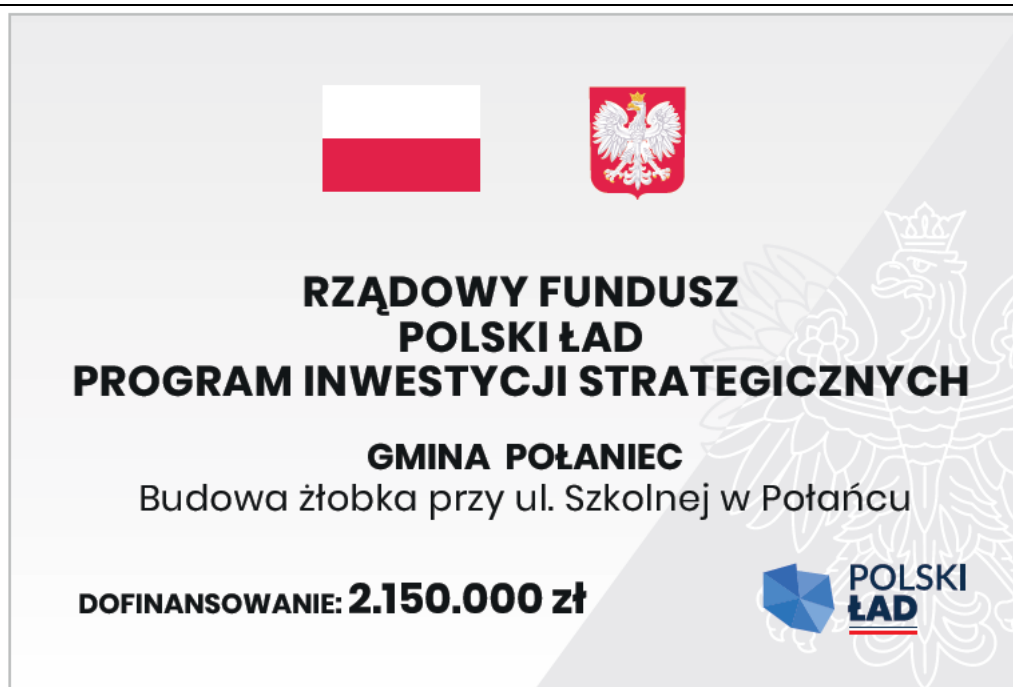 RZĄDOWY FUNDUSZ
POLSKI ŁAD
PROGRAM INWESTYCJI STRATEGICZNYCH
GMINA POŁANIEC
Budowa żłobka przy ul. Szkolnej w Połańcu
DOFINANSOWANIE: 2.150.000 zł
POLSKI
ŁAD